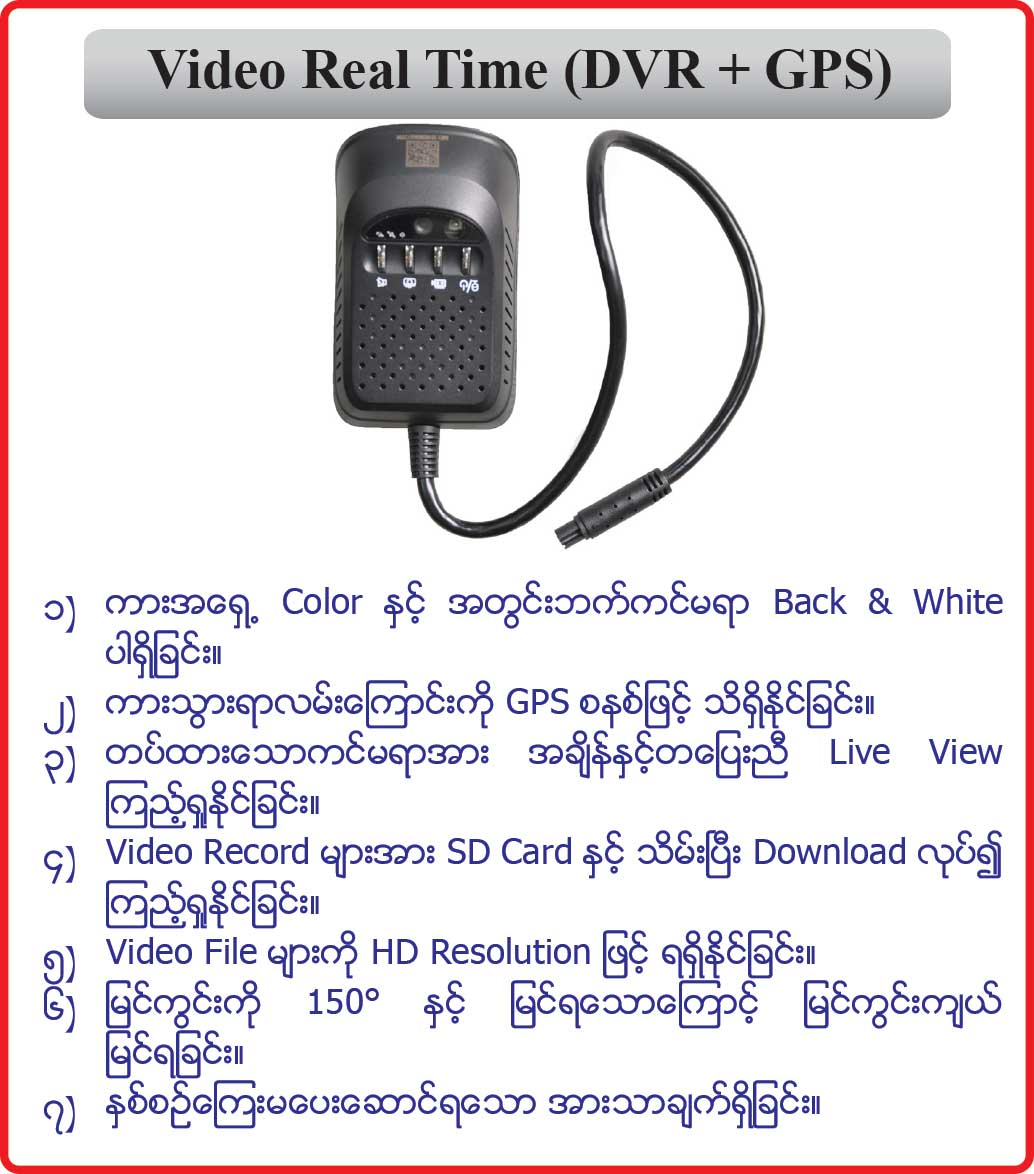 Video Real Time (DVR + GPS)
၁) ကားအရှေ့ Color နှင့် အတွင်းဘက်ကင်မရာ Back & White
ပါရှိခြင်း။
၂) ကားသွားရာလမ်းကြောင်းကို GPS စနစ်ဖြင့် သိရှိနိုင်ခြင်း။
၃) တပ်ထားသောကင်မရာအား အချိန်နှင့်တပြေးညီ Live View
ကြည့်ရှုနိုင်ခြင်း။
၄) Video Record များအား SD Card နှင့် သိမ်းပြီး Download လုပ်၍
ကြည့်ရှုနိုင်ခြင်း။
၅) Video File များကို HD Resolution ဖြင့် ရရှိနိုင်ခြင်း။
၆) မြင်ကွင်းကို 150° နှင့် မြင်ရသောကြောင့် မြင်ကွင်းကျယ်
မြင်ရခြင်း။
၇) နှစ်စဉ်ကြေးမပေးဆောင်ရသော အားသာချက်ရှိခြင်း။